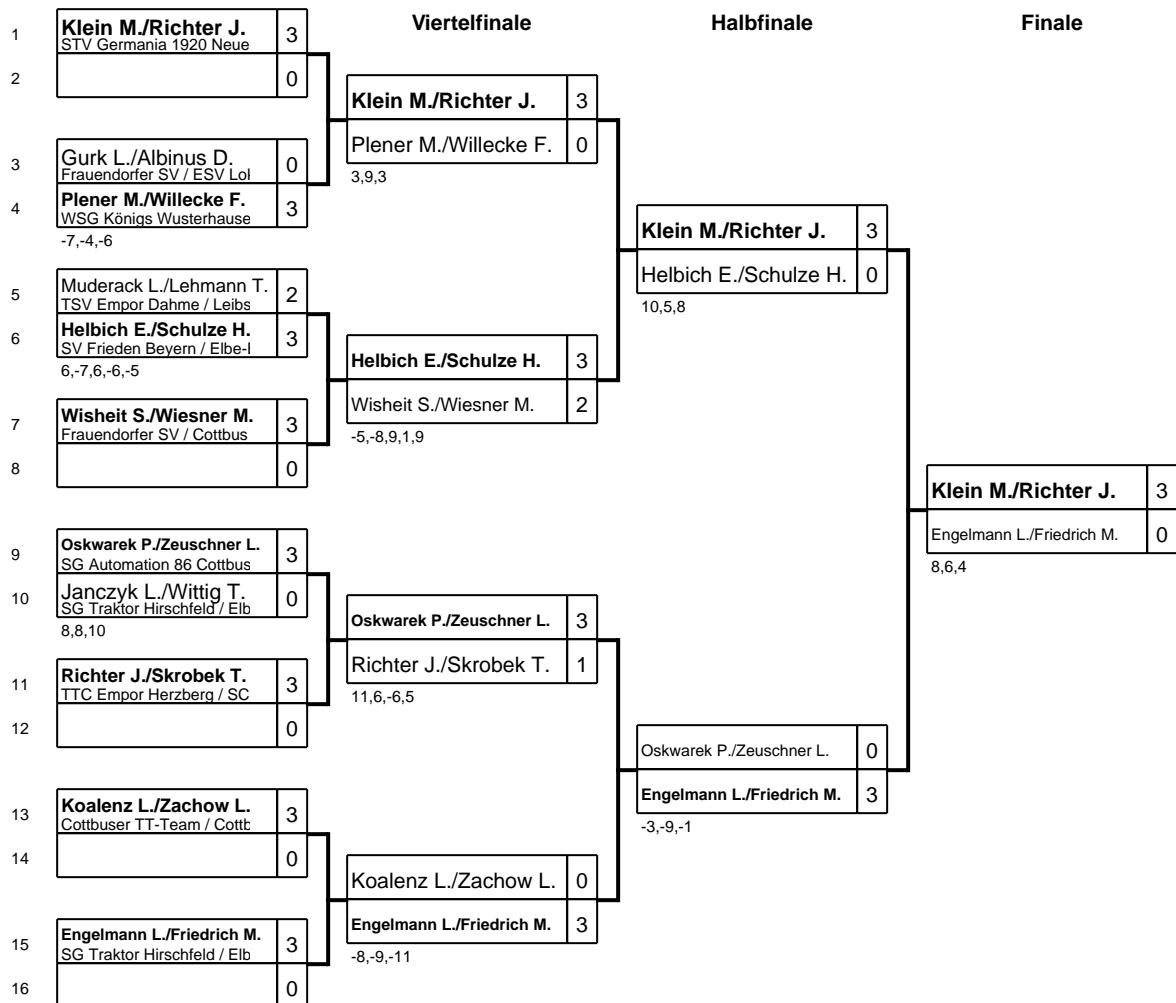 Viertelfinale
Halbfinale
Finale
1 Klein M./Richter J. 3
STV Germania 1920 Neue
2 0
3 Gurk L./Albinus D. 0
Frauendorfer SV / ESV Lok
4 Plener M./Willecke F. 3
WSG Königs Wusterhause
-7,-4,-6
5 Muderack L./Lehmann T. 2
TSV Empor Dahme / Leibs
6 Helbich E./Schulze H. 3
SV Frieden Beyern / Elbe-
6,-7,6,-6,-5
7 Wisheit S./Wiesner M. 3
Frauendorfer SV / Cottbus
8 0
9 Oskwarek P./Zeuschner L. 3
SG Automation 86 Cottbus
10 Janczyk L./Wittig T. 0
SG Traktor Hirschfeld / Elb
8,8,10
11 Richter J./Skrobek T. 3
TTC Empor Herzberg / SC
12 0
13 Koalenz L./Zachow L. 3
Cottbuser TT-Team / Cottb
14 0
15 Engelmann L./Friedrich M. 3
SG Traktor Hirschfeld / Elb
16 0
Klein M./Richter J. 3
Plener M./Willecke F. 0
3,9,3
Helbich E./Schulze H. 3
Wisheit S./Wiesner M. 2
-5,-8,9,1,9
Oskwarek P./Zeuschner L. 3
Richter J./Skrobek T. 1
11,6,-6,5
Koalenz L./Zachow L. 0
Engelmann L./Friedrich M. 3
-8,-9,-11
Klein M./Richter J. 3
Helbich E./Schulze H. 0
10,5,8
Oskwarek P./Zeuschner L. 0
Engelmann L./Friedrich M. 3
-3,-9,-1
Klein M./Richter J. 3
Engelmann L./Friedrich M. 0
8,6,4